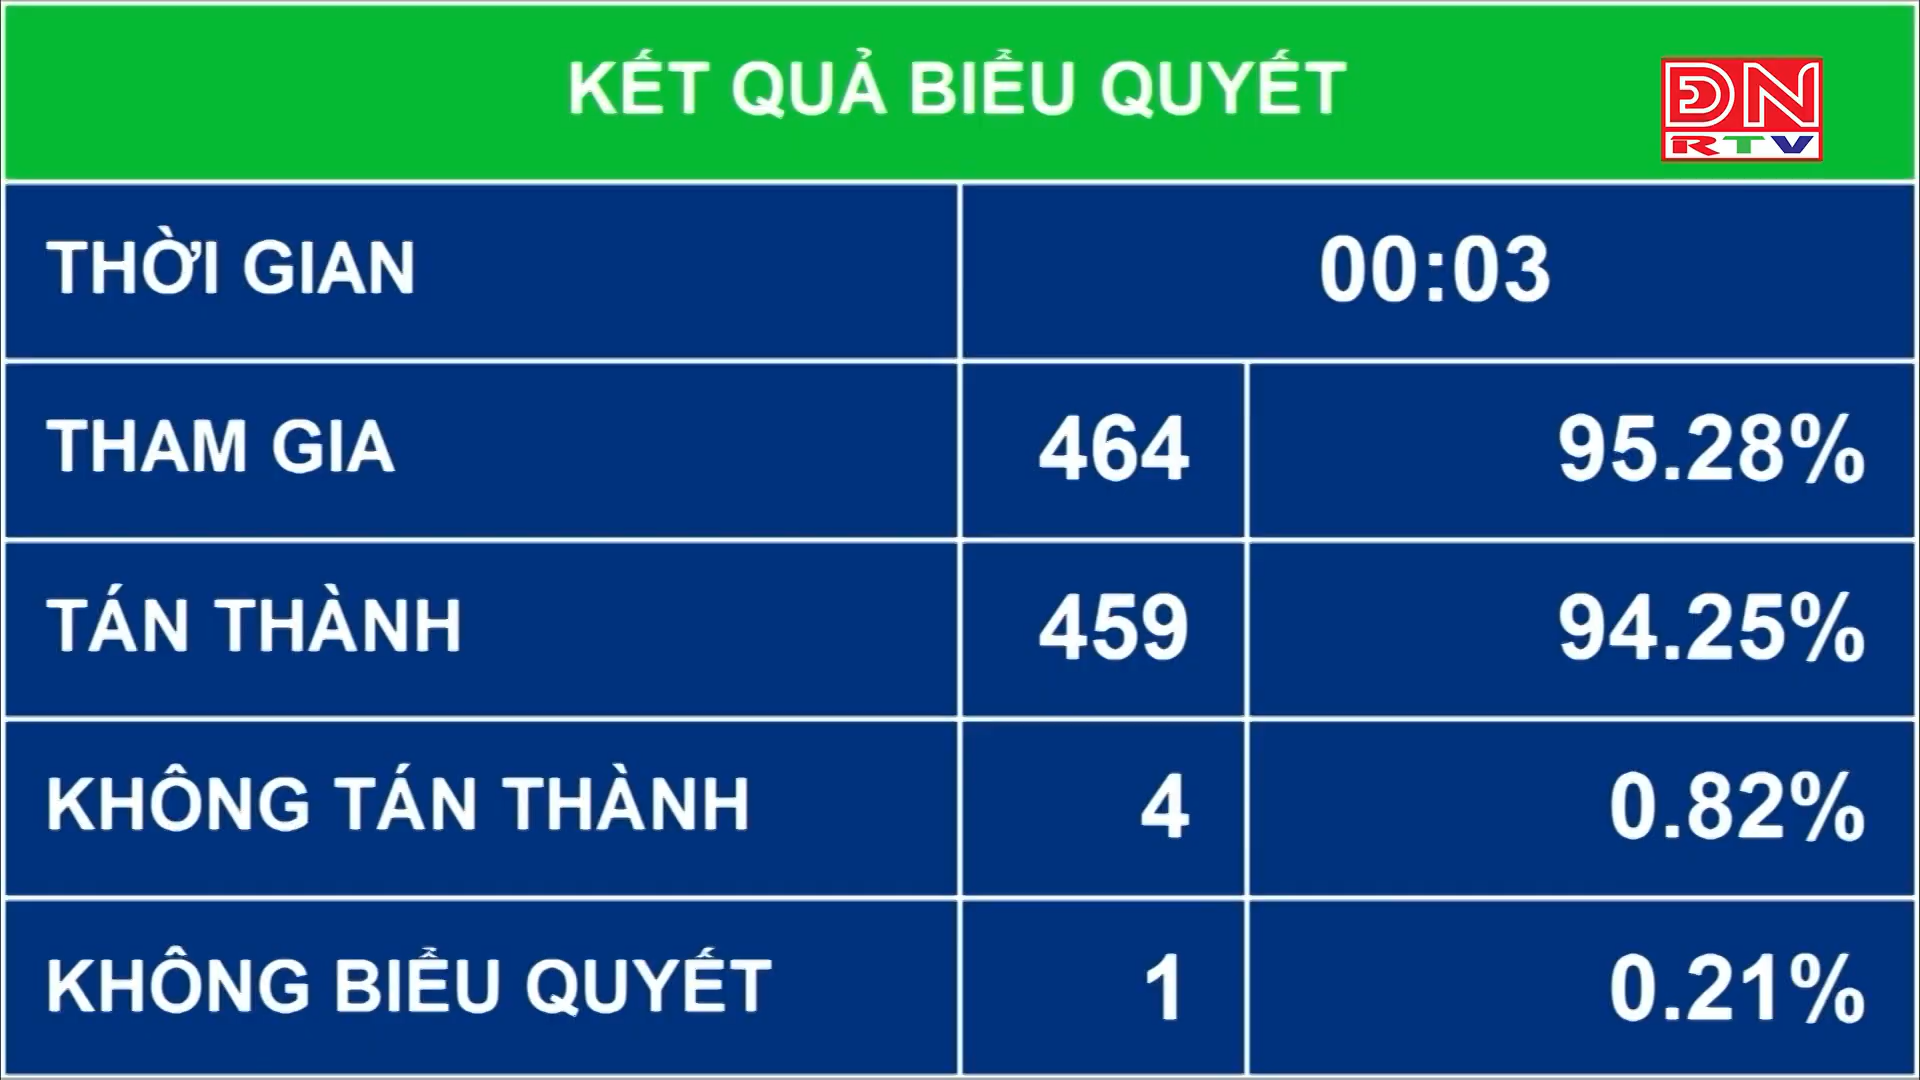 KẾT QUẢ BIỂU QUYẾT
ĐN
RTV
THỜI GIAN 00:03
THAM GIA 464 95.28%
TÁN THÀNH 459 94.25%
KHÔNG TÁN THÀNH 4 0.82%
KHÔNG BIỂU QUYẾT 1 0.21%